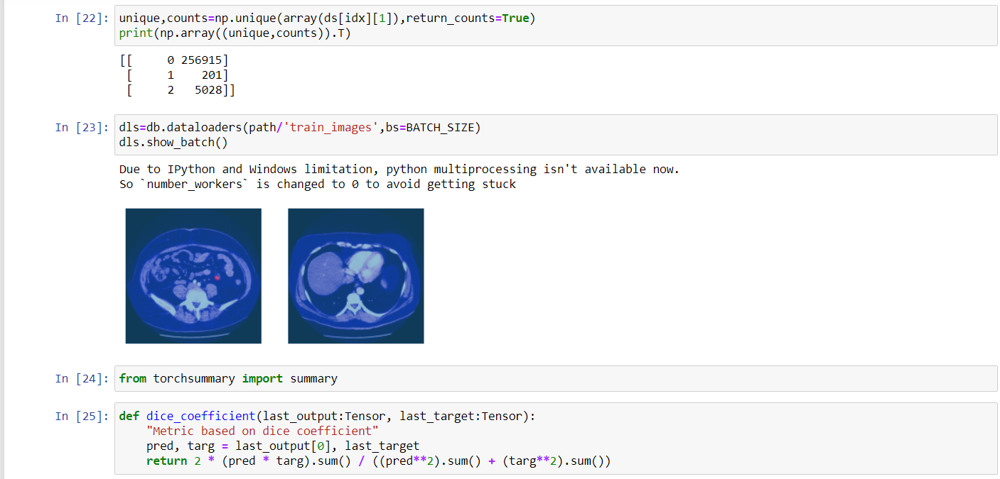 In [22]: unique,counts=np.unique(array(ds[idx][1]),return_counts=True)
print(np.array((unique,counts)).T)
[[     0 256915]
 [     1    201]
 [     2   5028]]
In [23]: dls=db.dataloaders(path/'train_images',bs=BATCH_SIZE)
dls.show_batch()
Due to IPython and Windows limitation, python multiprocessing isn't available now.
So `number_workers` is changed to 0 to avoid getting stuck
In [24]: from torchsummary import summary
In [25]: def dice_coefficient(last_output:Tensor, last_target:Tensor):
    "Metric based on dice coefficient"
    pred, targ = last_output[0], last_target
    return 2 * (pred * targ).sum() / ((pred**2).sum() + (targ**2).sum())